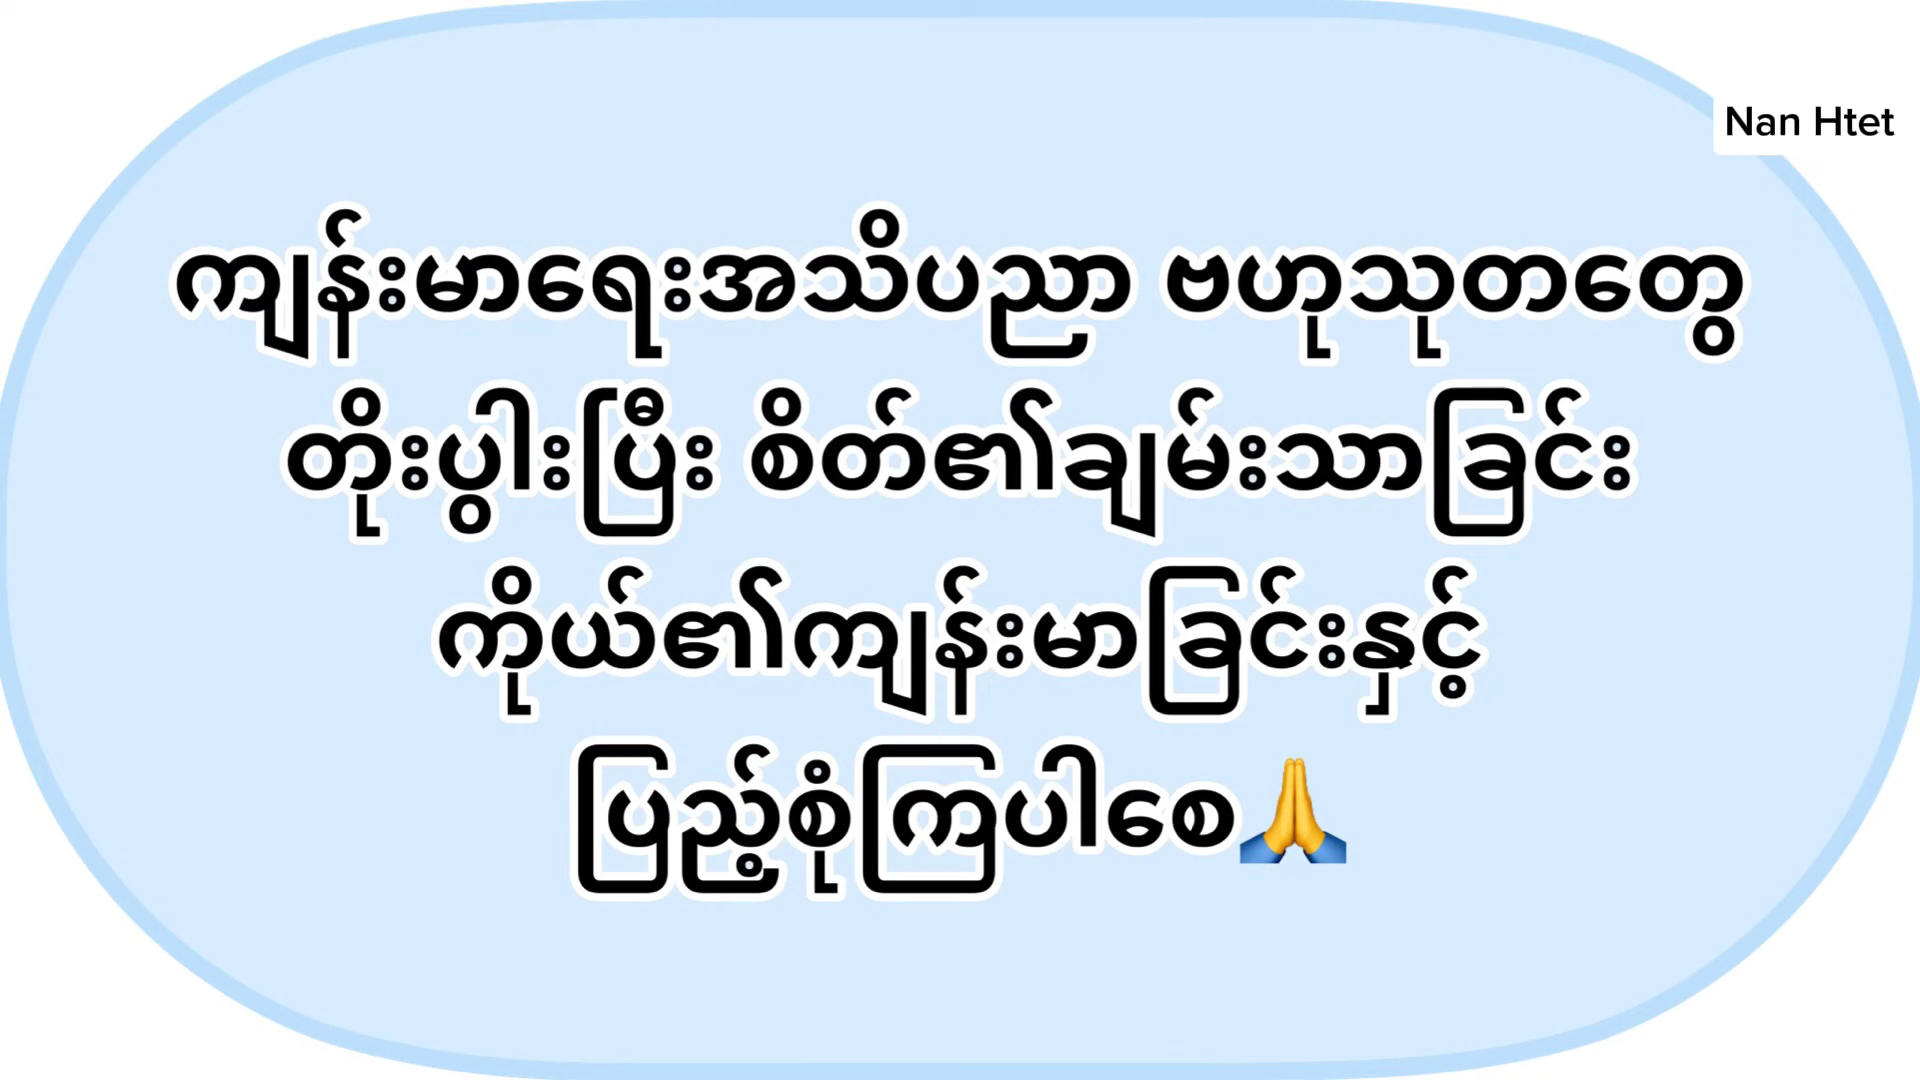 Nan Htet
ကျန်းမာရေးအသိပညာ ဗဟုသုတတွေ
တိုးပွါးပြီး စိတ်၏ချမ်းသာခြင်း
ကိုယ်၏ကျန်းမာခြင်းနှင့်
ပြည့်စုံကြပါစေ🙏